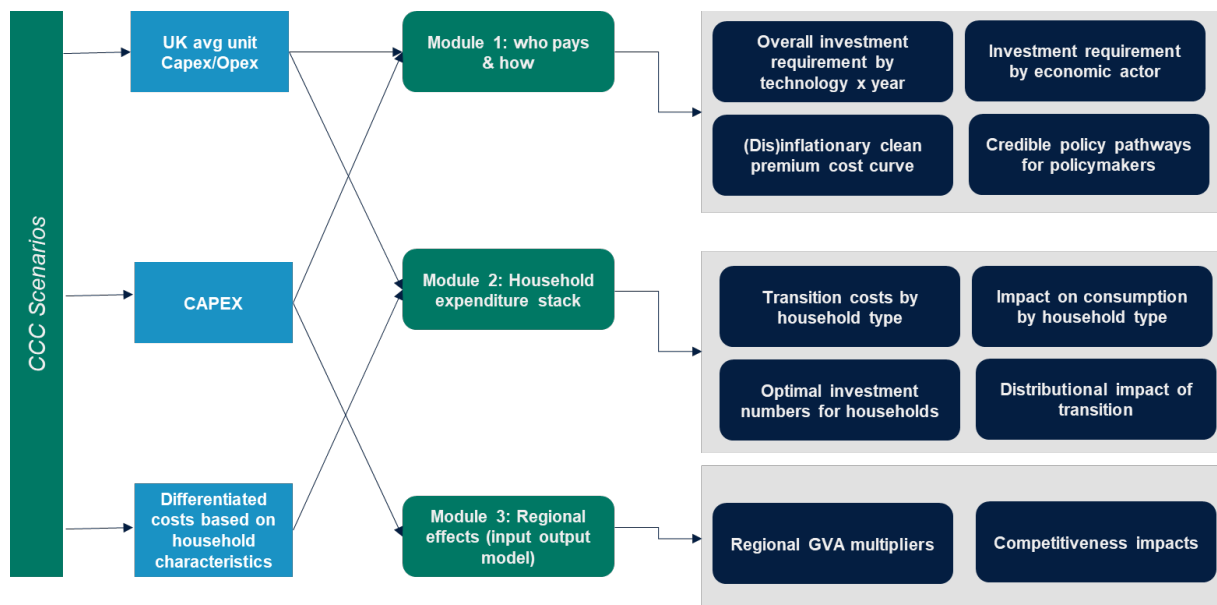 CCC Scenarios
UK avg unit
Capex/Opex
CAPEX
Differentiated
costs based on
household
characteristics
Module 1: who pays
& how
Module 2: Household
expenditure stack
Module 3: Regional
effects (input output
model)
Overall investment
requirement by
technology x year
Investment requirement
by economic actor
(Dis)inflationary clean
premium cost curve
Credible policy pathways
for policymakers
Transition costs by
household type
Impact on consumption
by household type
Optimal investment
numbers for households
Distributional impact of
transition
Regional GVA multipliers
Competitiveness impacts